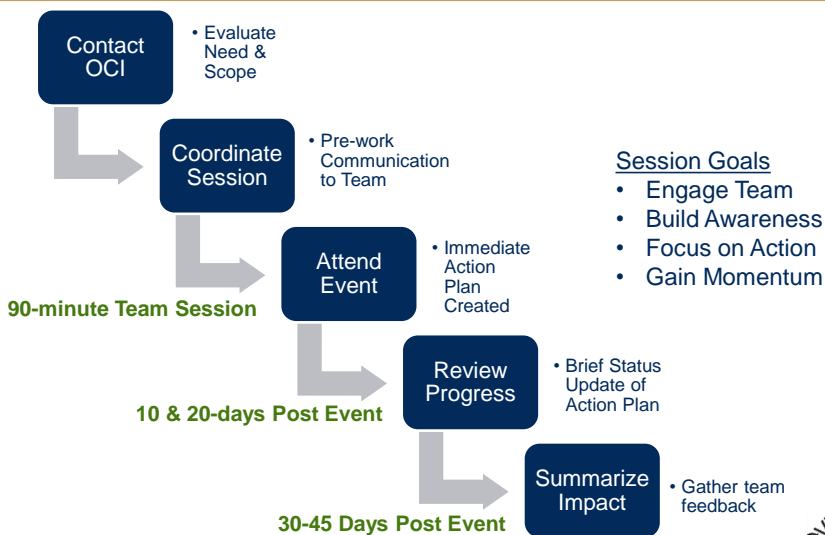 Contact
OCI
• Evaluate
Need &
Scope
Coordinate
Session
• Pre-work
Communication
to Team
Session Goals
• Engage Team
• Build Awareness
• Focus on Action
• Gain Momentum
Attend
Event
• Immediate
Action
Plan
Created
90-minute Team Session
Review
Progress
• Brief Status
Update of
Action Plan
10 & 20-days Post Event
Summarize
Impact
• Gather team
feedback
30-45 Days Post Event